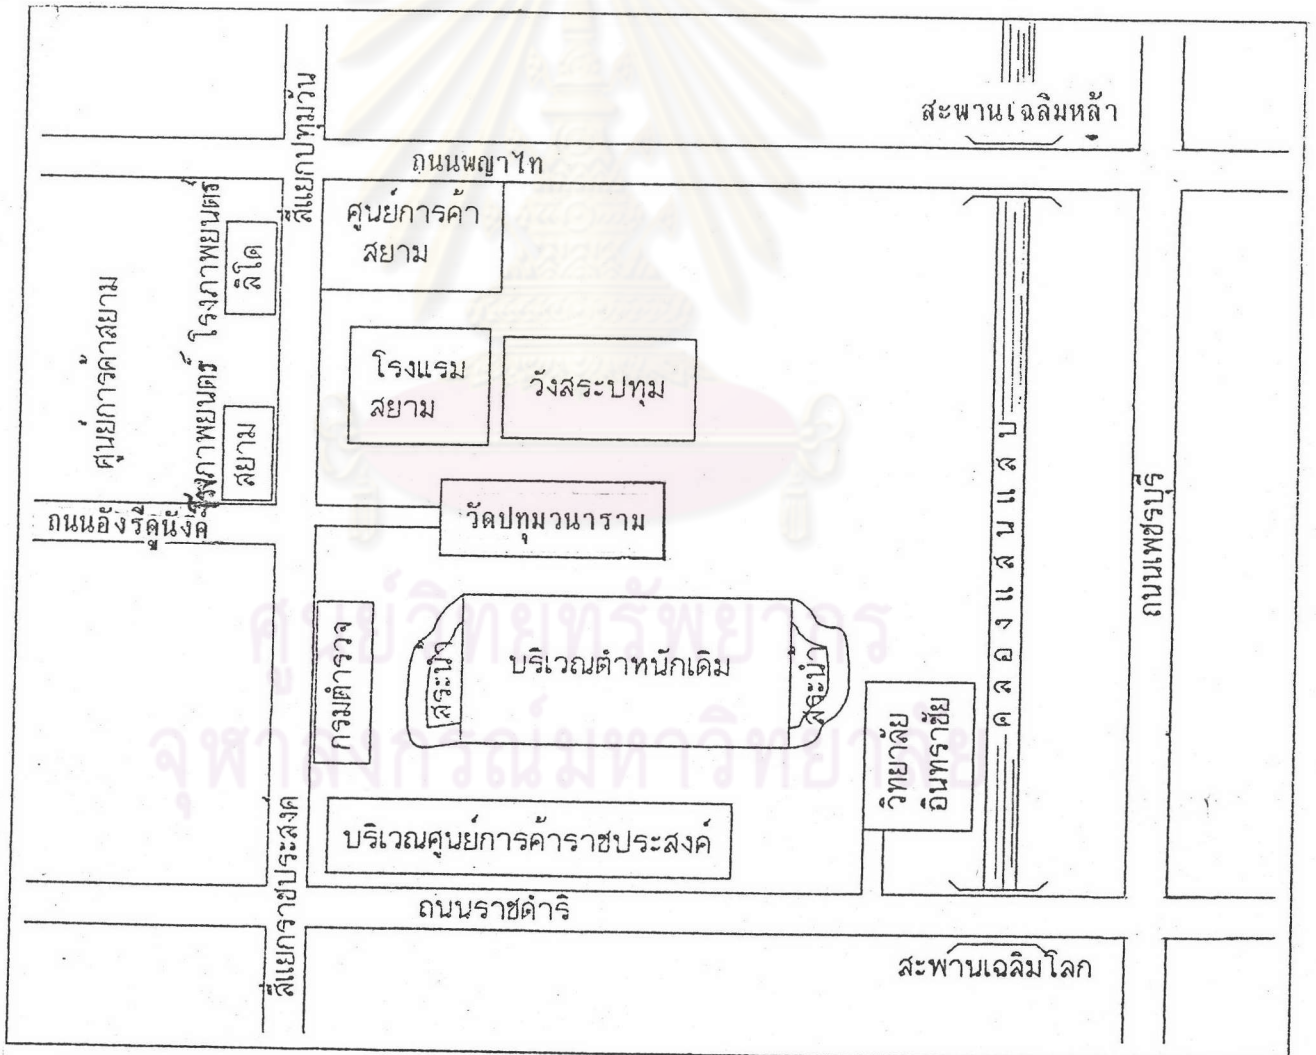 สะพานเฉลิมหล้า
สี่แยกปทุมวัน
ถนนพญาไท
ศูนย์การค้า
สยาม
โรงภาพยนตร์
ลิโด
ศูนย์การค้าสยาม
โรงแรม
สยาม
วังสระปทุม
โรงภาพยนตร์
สยาม
คลองแสนแสบ
ถนนเพชรบุรี
วัดปทุมวนาราม
ถนนอังรีดูนังค์
ศูนย์วิทยทรัพยากร
จุฬาลงกรณ์มหาวิทยาลัย
กรมตำรวจ
สระน้ำ
บริเวณตำหนักเดิม
สระน้ำ
วิทยาลัย
อินทราชัย
บริเวณศูนย์การค้าราชประสงค์
ถนนราชดำริ
สี่แยกราชประสงค์
สะพานเฉลิมโลก